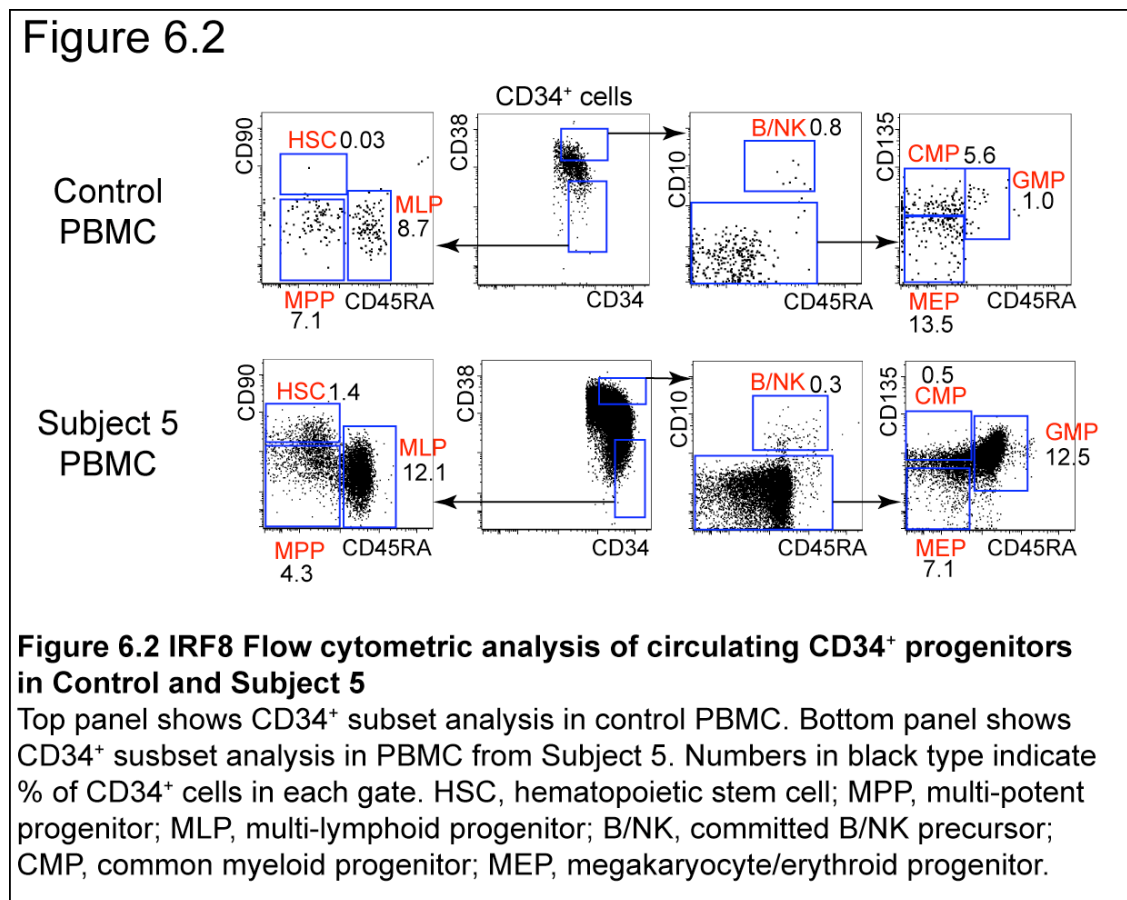 Figure 6.2
CD34⁺ cells
Control
PBMC
CD90
HSC 0.03
MLP
8.7
MPP
7.1
CD45RA
CD38
CD34
CD10
B/NK 0.8
CD45RA
CD135
CMP 5.6
GMP
1.0
MEP
13.5
CD45RA
Subject 5
PBMC
CD90
HSC 1.4
MLP
12.1
MPP
4.3
CD45RA
CD38
CD34
CD10
B/NK 0.3
CD45RA
CD135
0.5
CMP
GMP
12.5
MEP
7.1
CD45RA
Figure 6.2 IRF8 Flow cytometric analysis of circulating CD34⁺ progenitors
in Control and Subject 5
Top panel shows CD34⁺ subset analysis in control PBMC. Bottom panel shows
CD34⁺ susbset analysis in PBMC from Subject 5. Numbers in black type indicate
% of CD34⁺ cells in each gate. HSC, hematopoietic stem cell; MPP, multi-potent
progenitor; MLP, multi-lymphoid progenitor; B/NK, committed B/NK precursor;
CMP, common myeloid progenitor; MEP, megakaryocyte/erythroid progenitor.